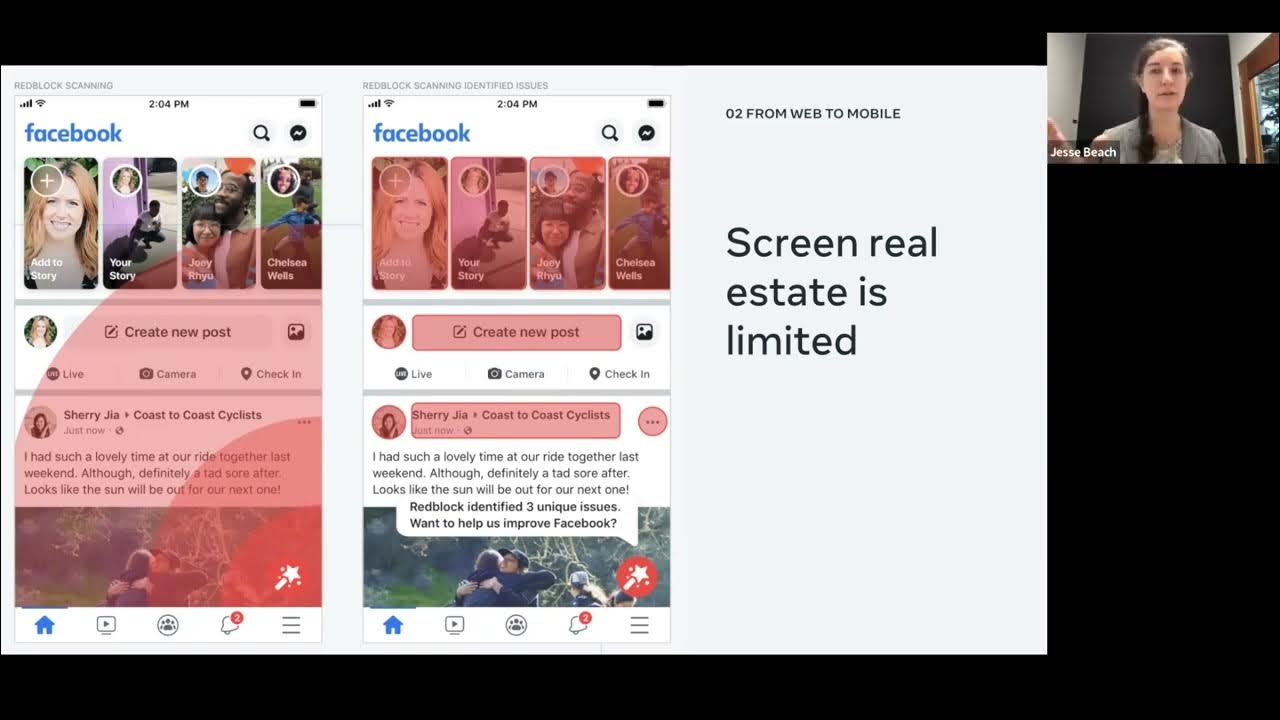 REDBLOCK SCANNING
2:04 PM
facebook
Add to
Story
Your
Story
Joey
Rhyu
Chelsea
Wells
Create new post
LIVE Live
Camera
Check In
Sherry Jia ▸ Coast to Coast Cyclists
Just now ·
I had such a lovely time at our ride together last
weekend. Although, definitely a tad sore after.
Looks like the sun will be out for our next one!
2
REDBLOCK SCANNING IDENTIFIED ISSUES
2:04 PM
facebook
Add to
Story
Your
Story
Joey
Rhyu
Chelsea
Wells
Create new post
LIVE Live
Camera
Check In
Sherry Jia ▸ Coast to Coast Cyclists
Just now ·
I had such a lovely time at our ride together last
weekend. Although, definitely a tad sore after.
Looks like the sun will be out for our next one!
Redblock identified 3 unique issues.
Want to help us improve Facebook?
2
02 FROM WEB TO MOBILE
Screen real
estate is
limited
Jesse Beach